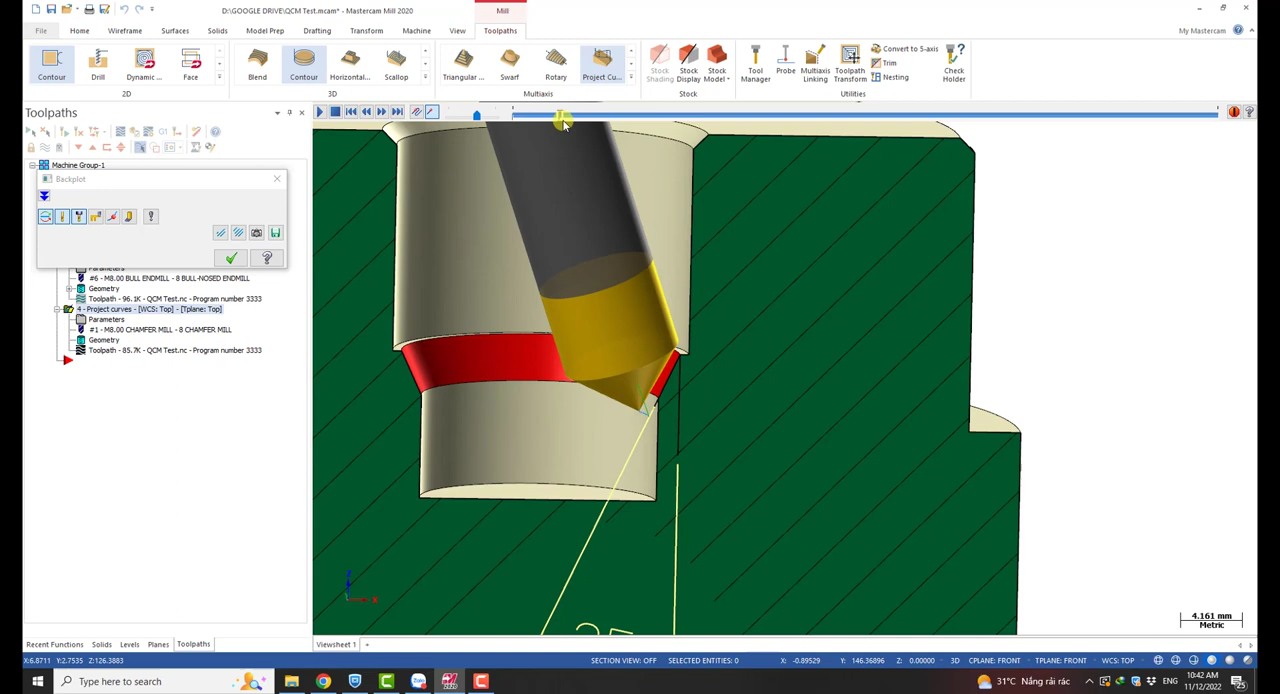 D:\GOOGLE DRIVE\QCM Test.mcam* - Mastercam Mill 2020
Mill
File
Home
Wireframe
Surfaces
Solids
Model Prep
Drafting
Transform
Machine
View
Toolpaths
My Mastercam
Contour
Drill
Dynamic ...
Face
Blend
Contour
Horizontal...
Scallop
Triangular ...
Swarf
Rotary
Project Cu...
Stock Shading
Stock Display
Stock Model
Tool Manager
Probe
Multiaxis Linking
Toolpath Transform
Convert to 5-axis
Trim
Nesting
Check Holder
2D
3D
Multiaxis
Stock
Utilities
Toolpaths
Machine Group-1
Backplot
Parameters
#6 - M8.00 BULL ENDMILL - 8 BULL-NOSED ENDMILL
Geometry
Toolpath - 96.1K - QCM Test.nc - Program number 3333
4 - Project curves - [WCS: Top] - [Tplane: Top]
Parameters
#1 - M8.00 CHAMFER MILL - 8 CHAMFER MILL
Geometry
Toolpath - 85.7K - QCM Test.nc - Program number 3333
4.161 mm
Metric
Recent Functions
Solids
Levels
Planes
Toolpaths
Viewsheet 1
+
X:6.8711 Y:2.7535 Z:126.3883
SECTION VIEW: OFF
SELECTED ENTITIES: 0
X: -0.89529
Y: 146.36896
Z: 0.00000
3D
CPLANE: FRONT
TPLANE: FRONT
WCS: TOP
Type here to search
31°C Nắng rải rác
ENG
10:42 AM
11/12/2022
25